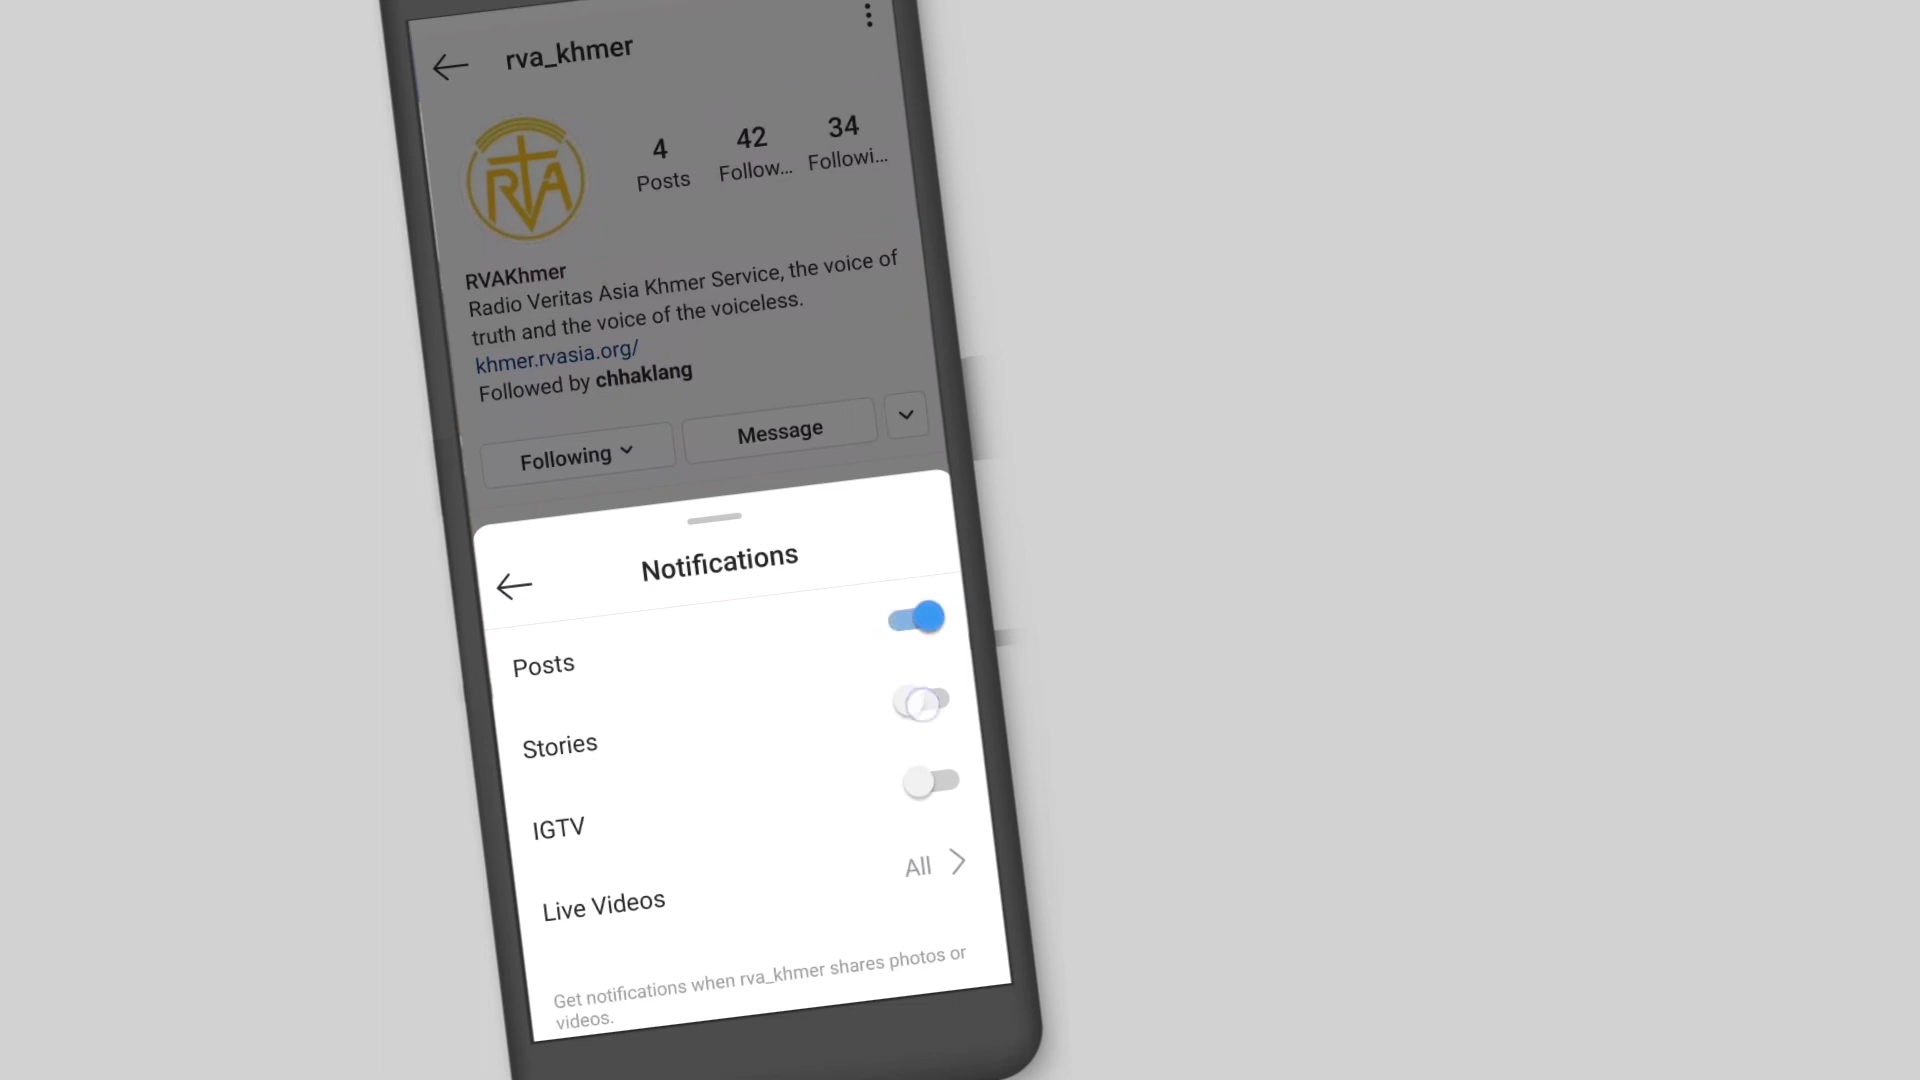 rva_khmer
RVA
4
Posts
42
Follow...
34
Followi...
RVAKhmer
Radio Veritas Asia Khmer Service, the voice of
truth and the voice of the voiceless.
khmer.rvasia.org/
Followed by chhaklang
Following
Message
Notifications
Posts
Stories
IGTV
Live Videos
All
Get notifications when rva_khmer shares photos or
videos.